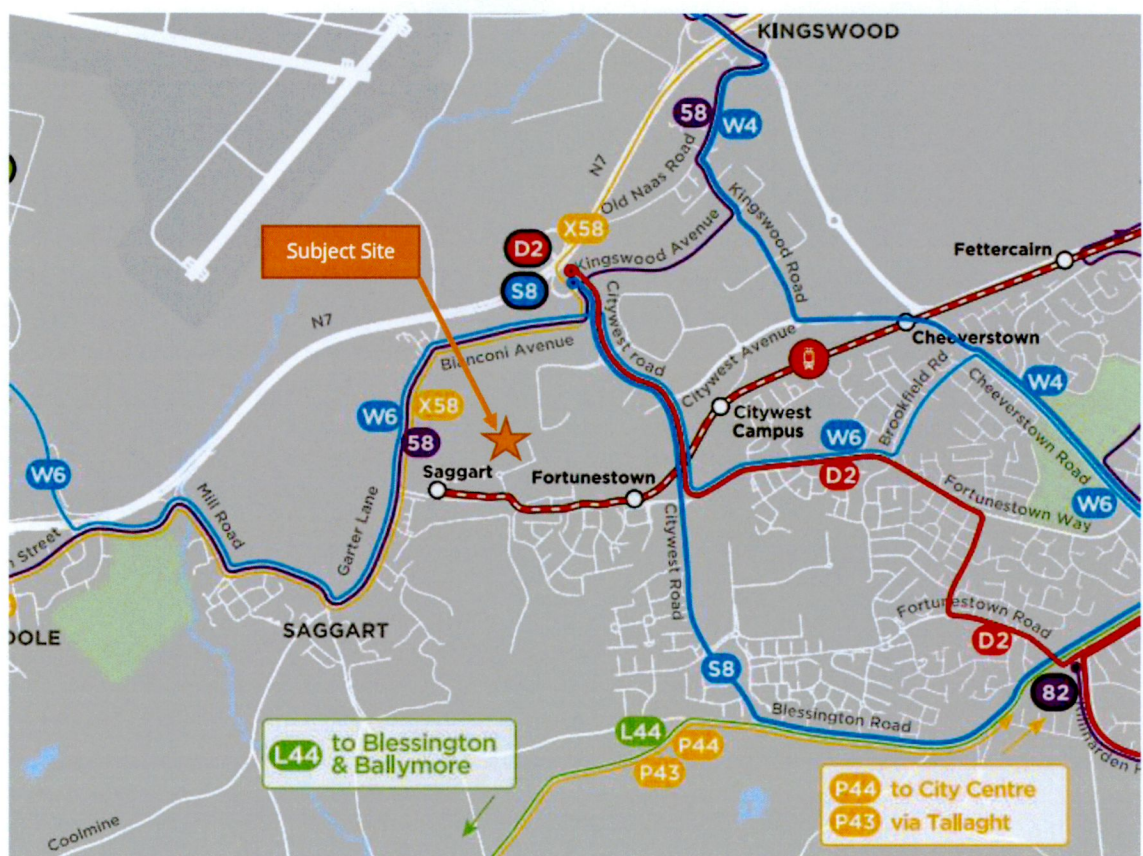 KINGSWOOD
58
W4
N7
Old Naas Road
X58
D2
Kingswood Avenue
Kingswood Road
Fettercairn
Subject Site
S8
N7
Citywest road
Citywest Avenue
Cheeverstown
Bianconi Avenue
Brookfield Rd
W4
Cheeverstown Road
W6
X58
58
Citywest
Campus
W6
D2
W6
Saggart
Fortunestown
Fortunestown Way
W6
Mill Road
Garter Lane
Citywest Road
n Street
OOLE
SAGGART
Fortunestown Road
D2
S8
82
Blessington Road
L44
P44
P43
L44 to Blessington
& Ballymore
P44 to City Centre
P43 via Tallaght
Coolmine